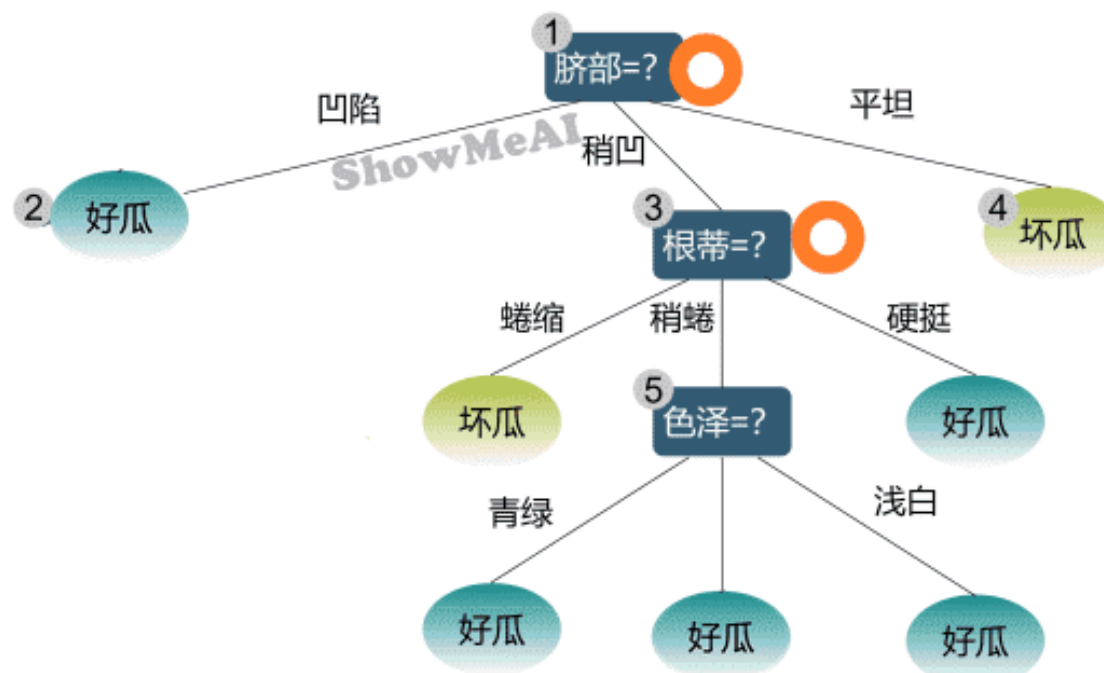 1
脐部=?
凹陷
稍凹
平坦
ShowMeAI
2
好瓜
3
根蒂=?
4
坏瓜
蜷缩
稍蜷
硬挺
坏瓜
5
色泽=?
好瓜
青绿
浅白
好瓜
好瓜
好瓜